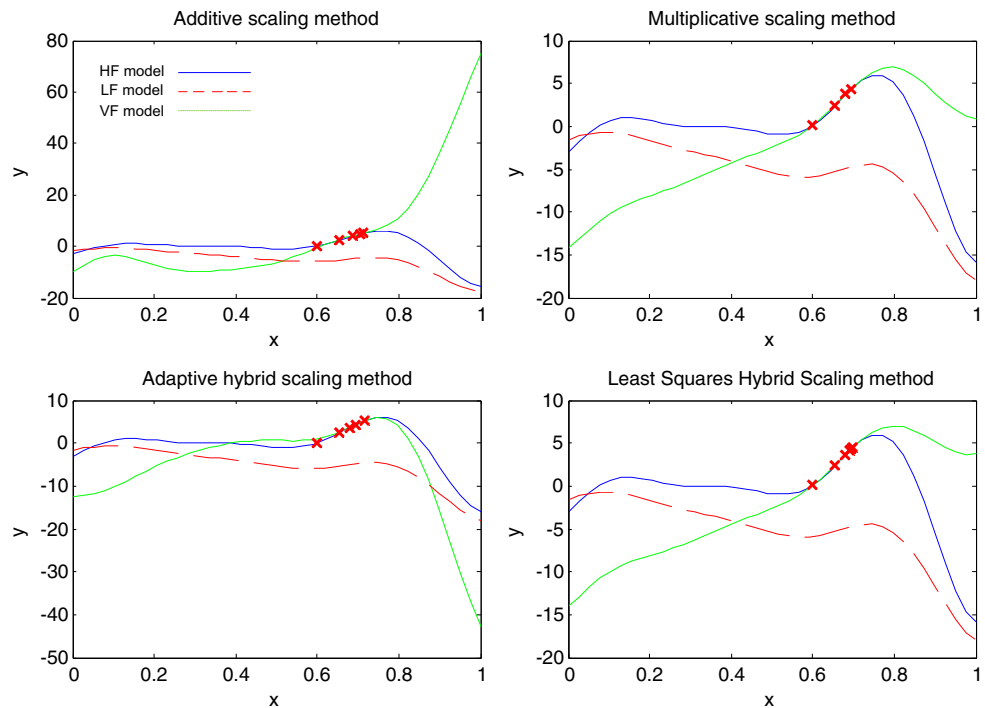 Additive scaling method
80
60
40
20
0
-20
y
HF model
LF model
VF model
0 0.2 0.4 0.6 0.8 1
x
Multiplicative scaling method
10
5
0
-5
-10
-15
-20
y
0 0.2 0.4 0.6 0.8 1
x
Adaptive hybrid scaling method
10
0
-10
-20
-30
-40
-50
y
0 0.2 0.4 0.6 0.8 1
x
Least Squares Hybrid Scaling method
10
5
0
-5
-10
-15
-20
y
0 0.2 0.4 0.6 0.8 1
x